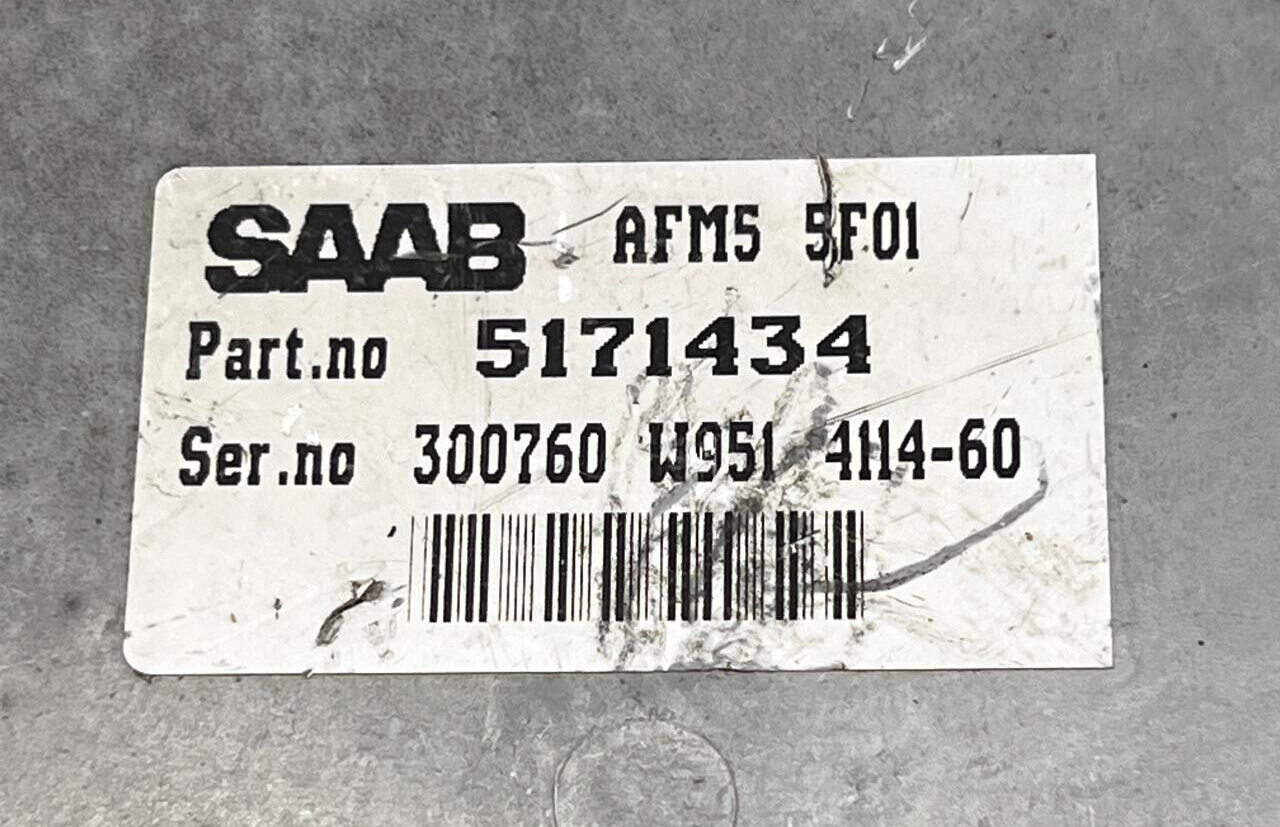 SAAB AFM5 5F01
Part.no 5171434
Ser.no 300760 W951 4114-60